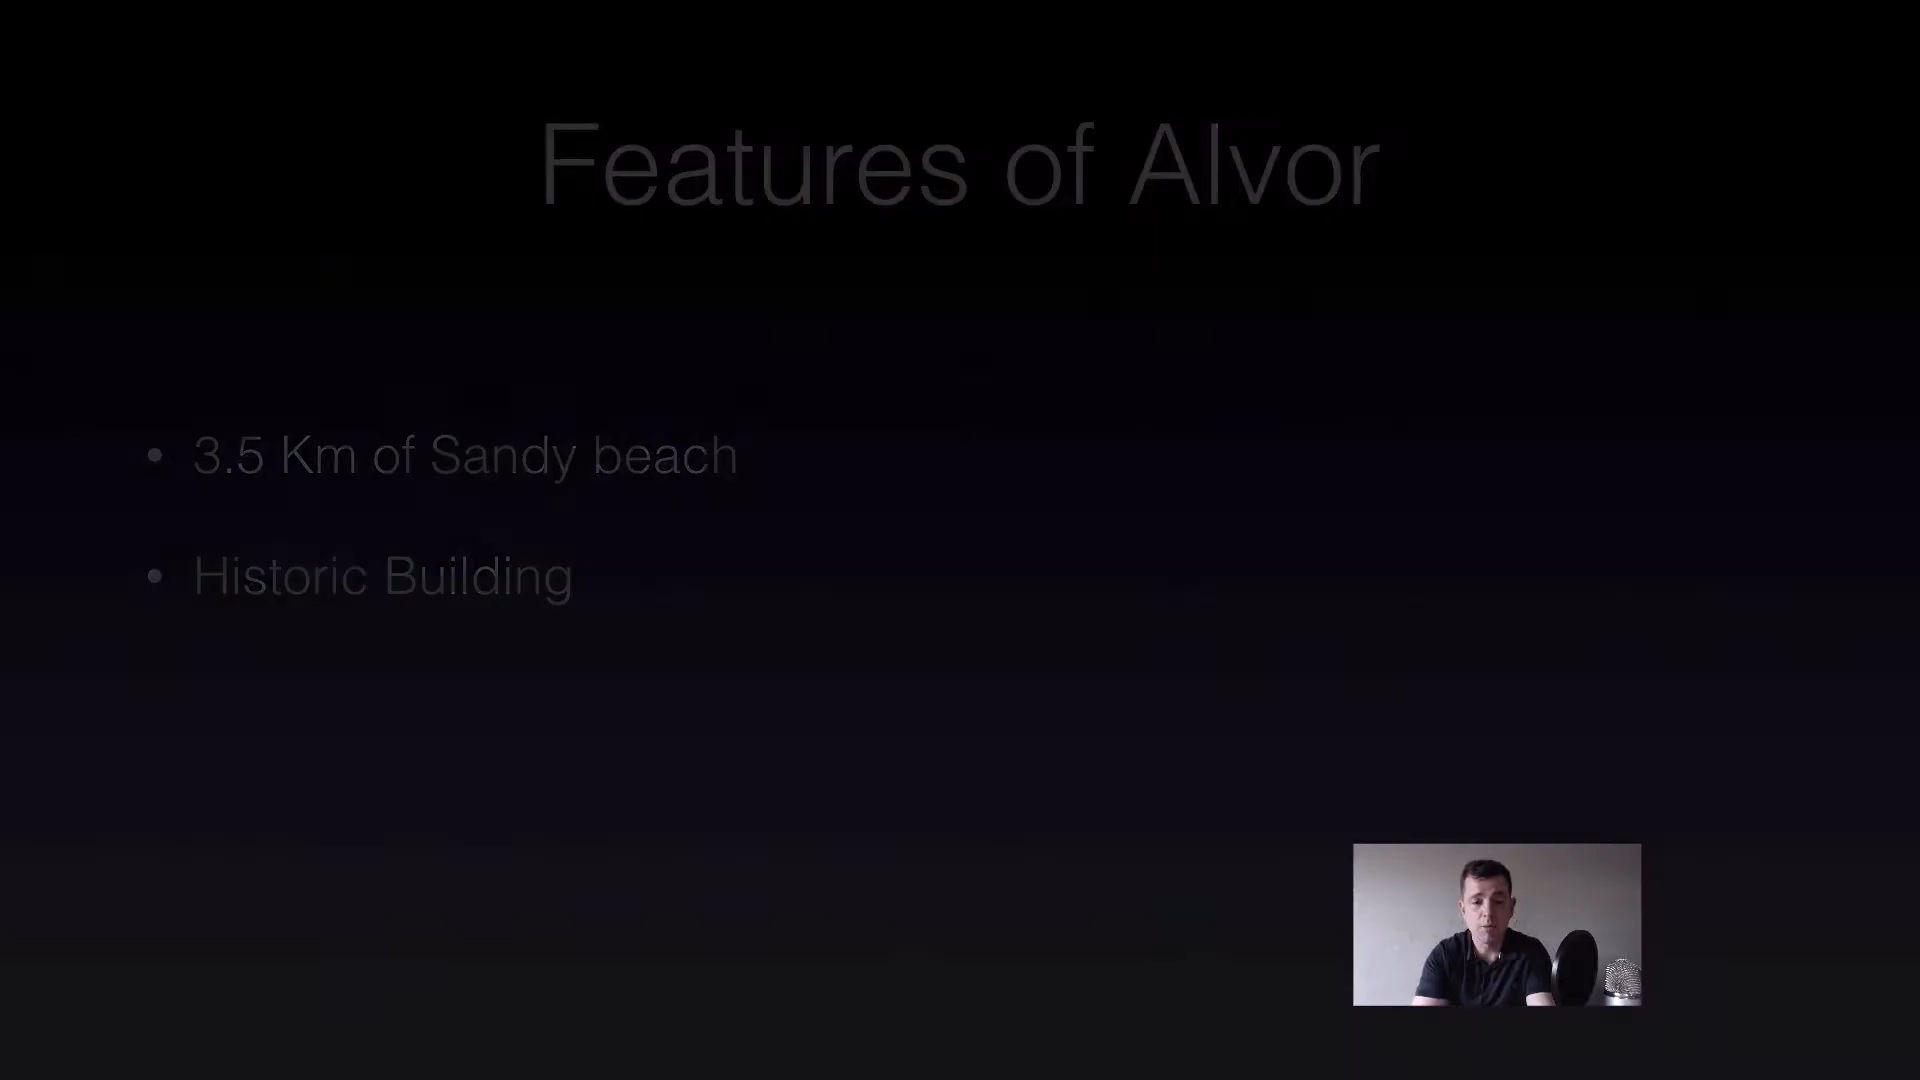 Features of Alvor
• 3.5 Km of Sandy beach
• Historic Building